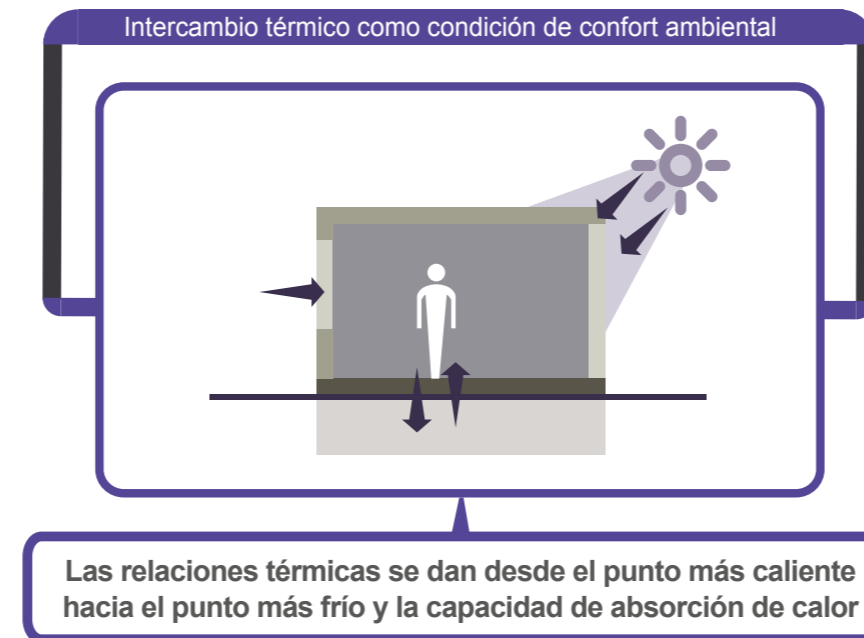 Intercambio térmico como condición de confort ambiental
Las relaciones térmicas se dan desde el punto más caliente
hacia el punto más frío y la capacidad de absorción de calor